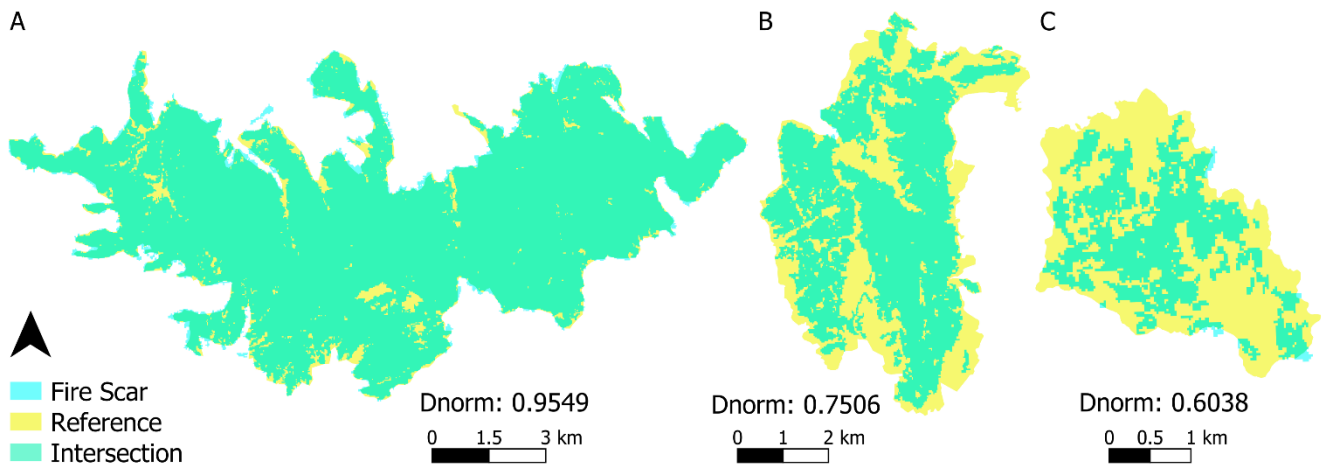 A
B
C
Fire Scar
Reference
Intersection
Dnorm: 0.9549
0 1.5 3 km
Dnorm: 0.7506
0 1 2 km
Dnorm: 0.6038
0 0.5 1 km